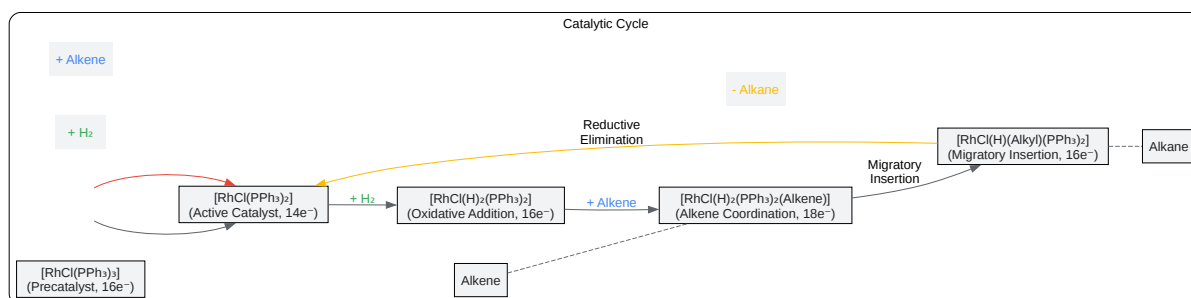 Catalytic Cycle
+ Alkene
- Alkane
+ H₂
Reductive
Elimination
[RhCl(H)(Alkyl)(PPh₃)₂]
(Migratory Insertion, 16e⁻)
Alkane
Migratory
Insertion
[RhCl(PPh₃)₂]
(Active Catalyst, 14e⁻)
+ H₂
[RhCl(H)₂(PPh₃)₂]
(Oxidative Addition, 16e⁻)
+ Alkene
[RhCl(H)₂(PPh₃)₂(Alkene)]
(Alkene Coordination, 18e⁻)
[RhCl(PPh₃)₃]
(Precatalyst, 16e⁻)
Alkene